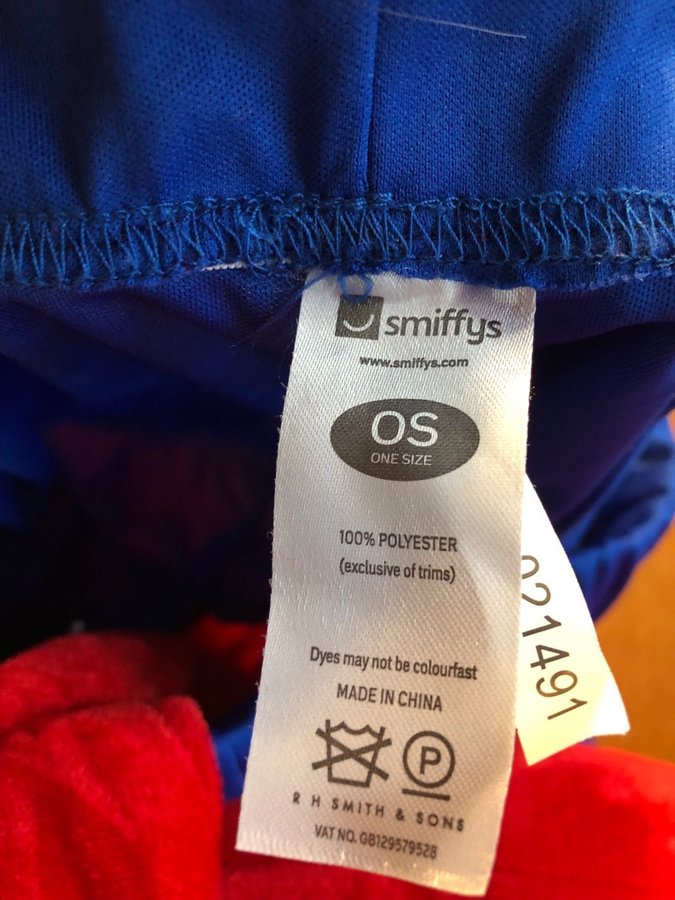 smiffys
www.smiffys.com
OS
ONE SIZE
100% POLYESTER
(exclusive of trims)
Dyes may not be colourfast
MADE IN CHINA
P
R H SMITH & SONS
VAT NO. GB129579528
021491